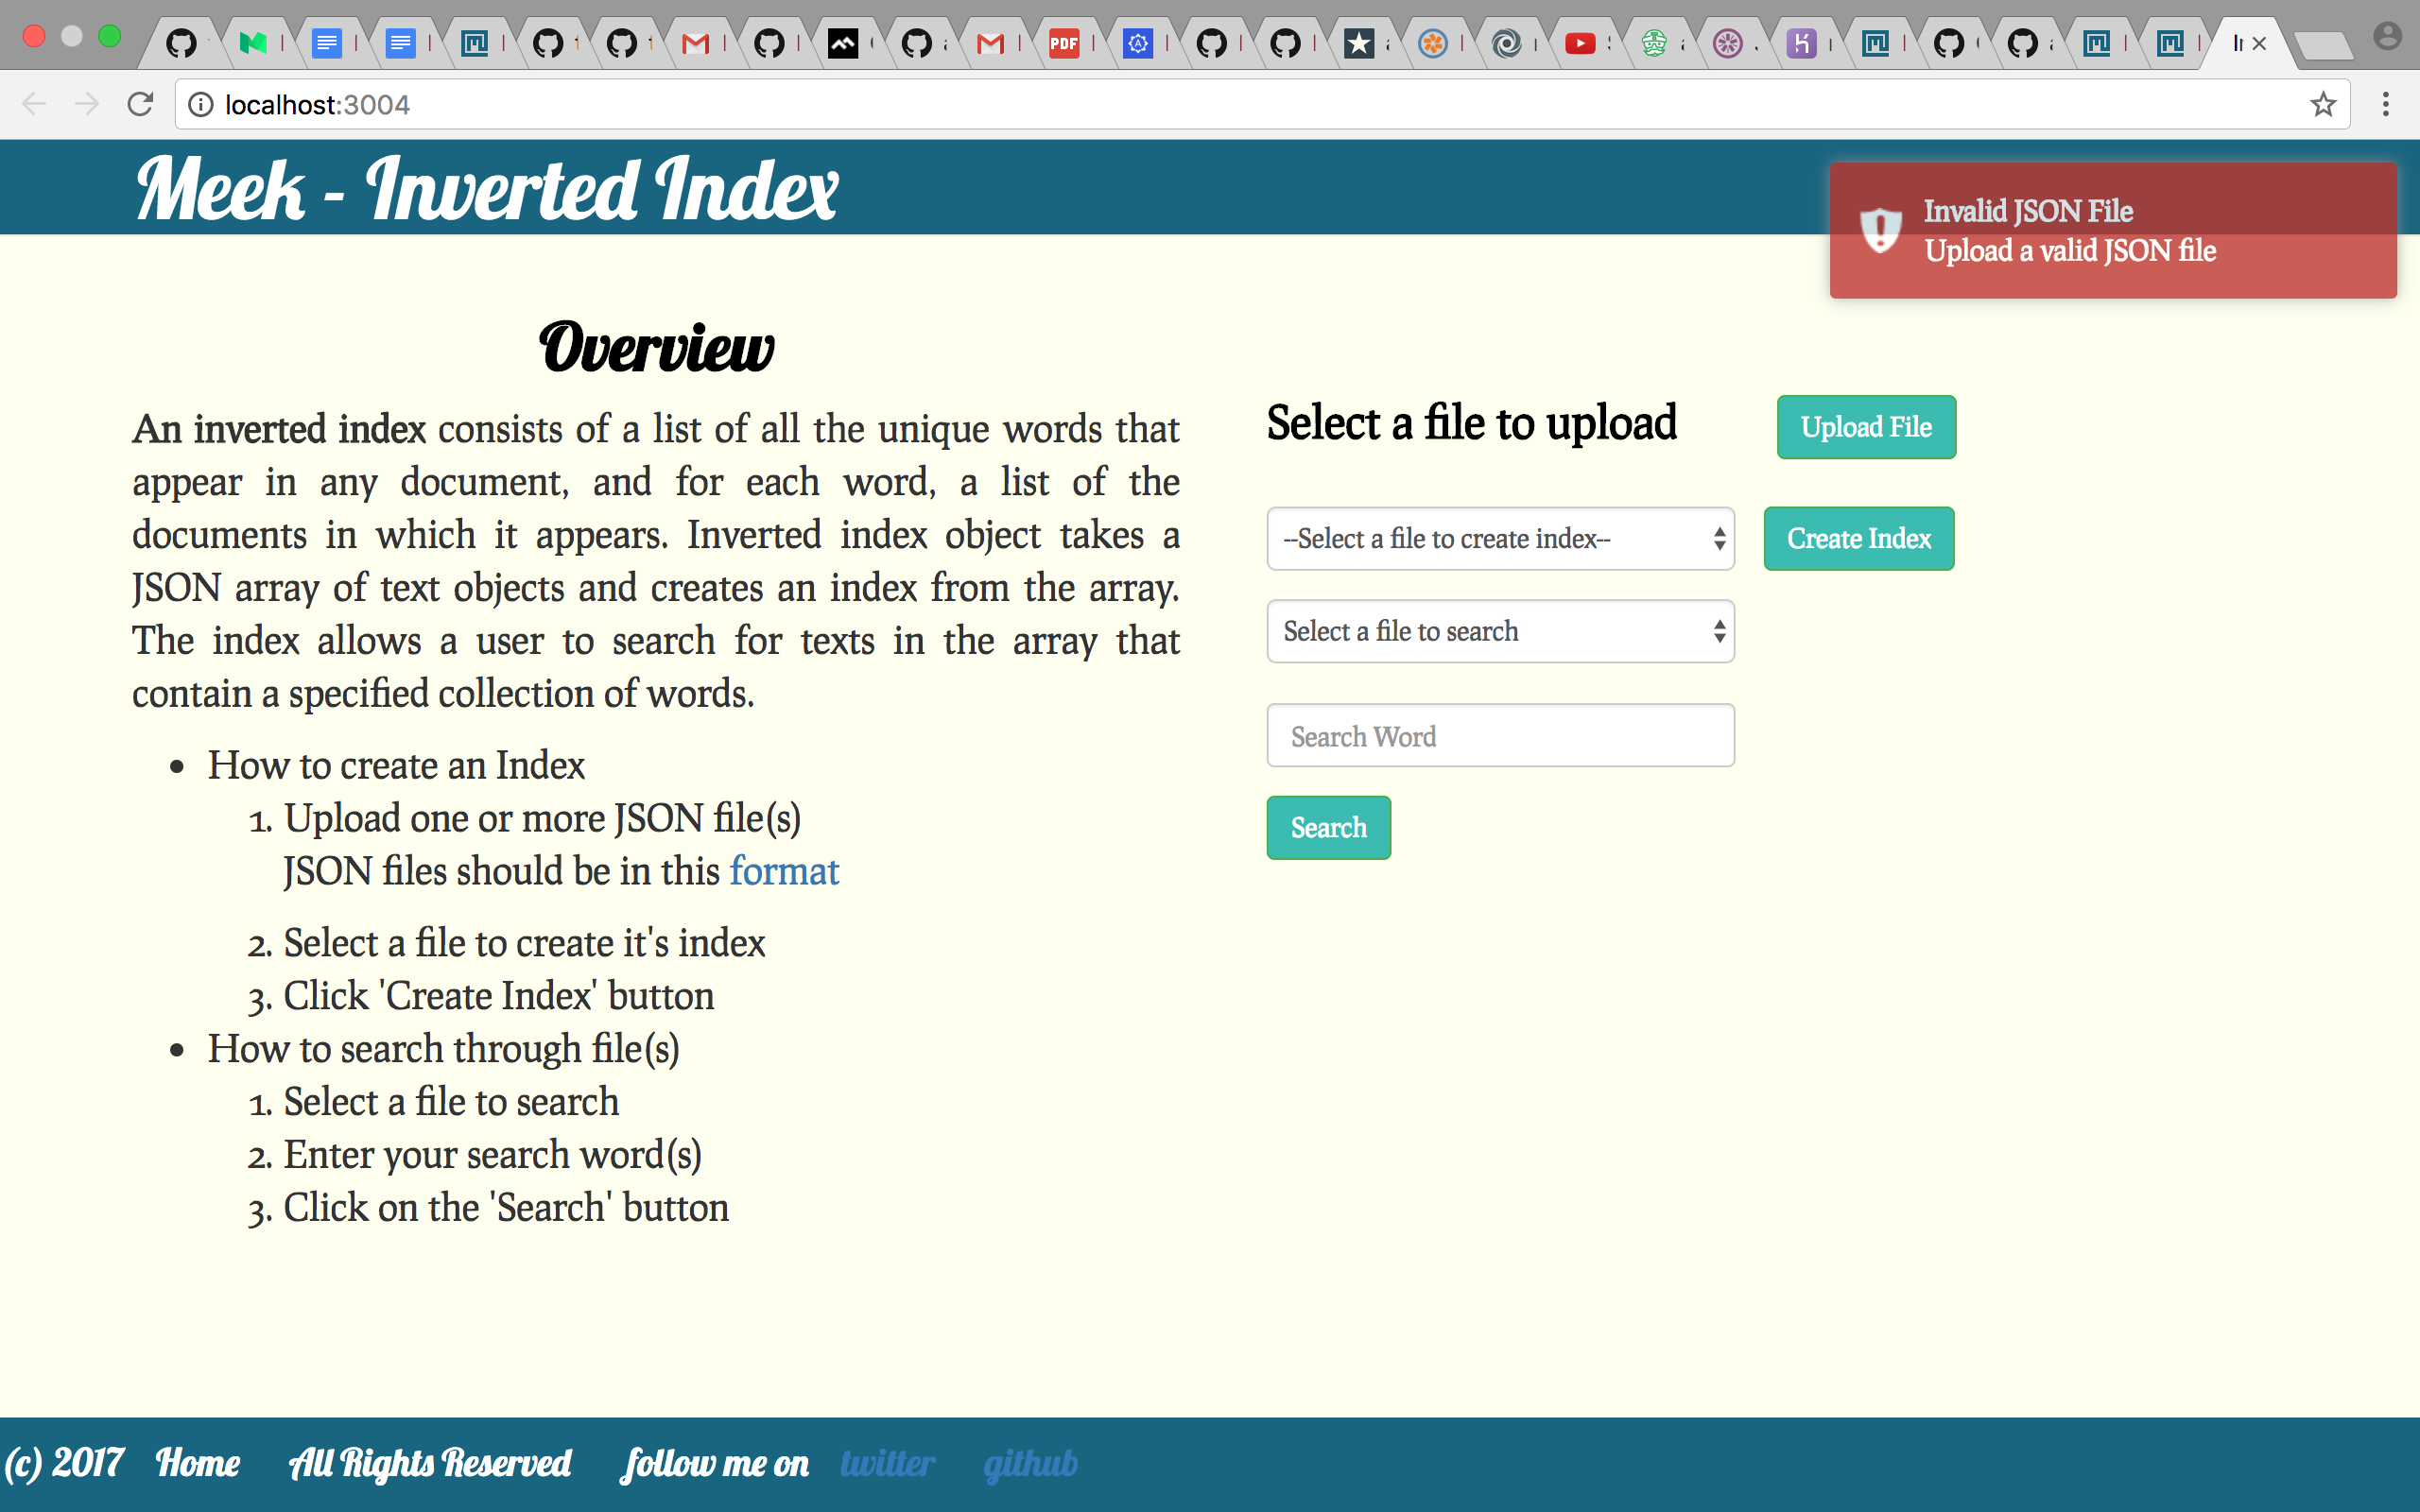 localhost:3004
Meek - Inverted Index
Invalid JSON File
Upload a valid JSON file
Overview
An inverted index consists of a list of all the unique words that
appear in any document, and for each word, a list of the
documents in which it appears. Inverted index object takes a
JSON array of text objects and creates an index from the array.
The index allows a user to search for texts in the array that
contain a specified collection of words.
How to create an Index
1. Upload one or more JSON file(s)
JSON files should be in this format
2. Select a file to create it's index
3. Click 'Create Index' button
How to search through file(s)
1. Select a file to search
2. Enter your search word(s)
3. Click on the 'Search' button
Select a file to upload
Upload File
--Select a file to create index--
Create Index
Select a file to search
Search Word
Search
(c) 2017 Home All Rights Reserved follow me on twitter github
PDF